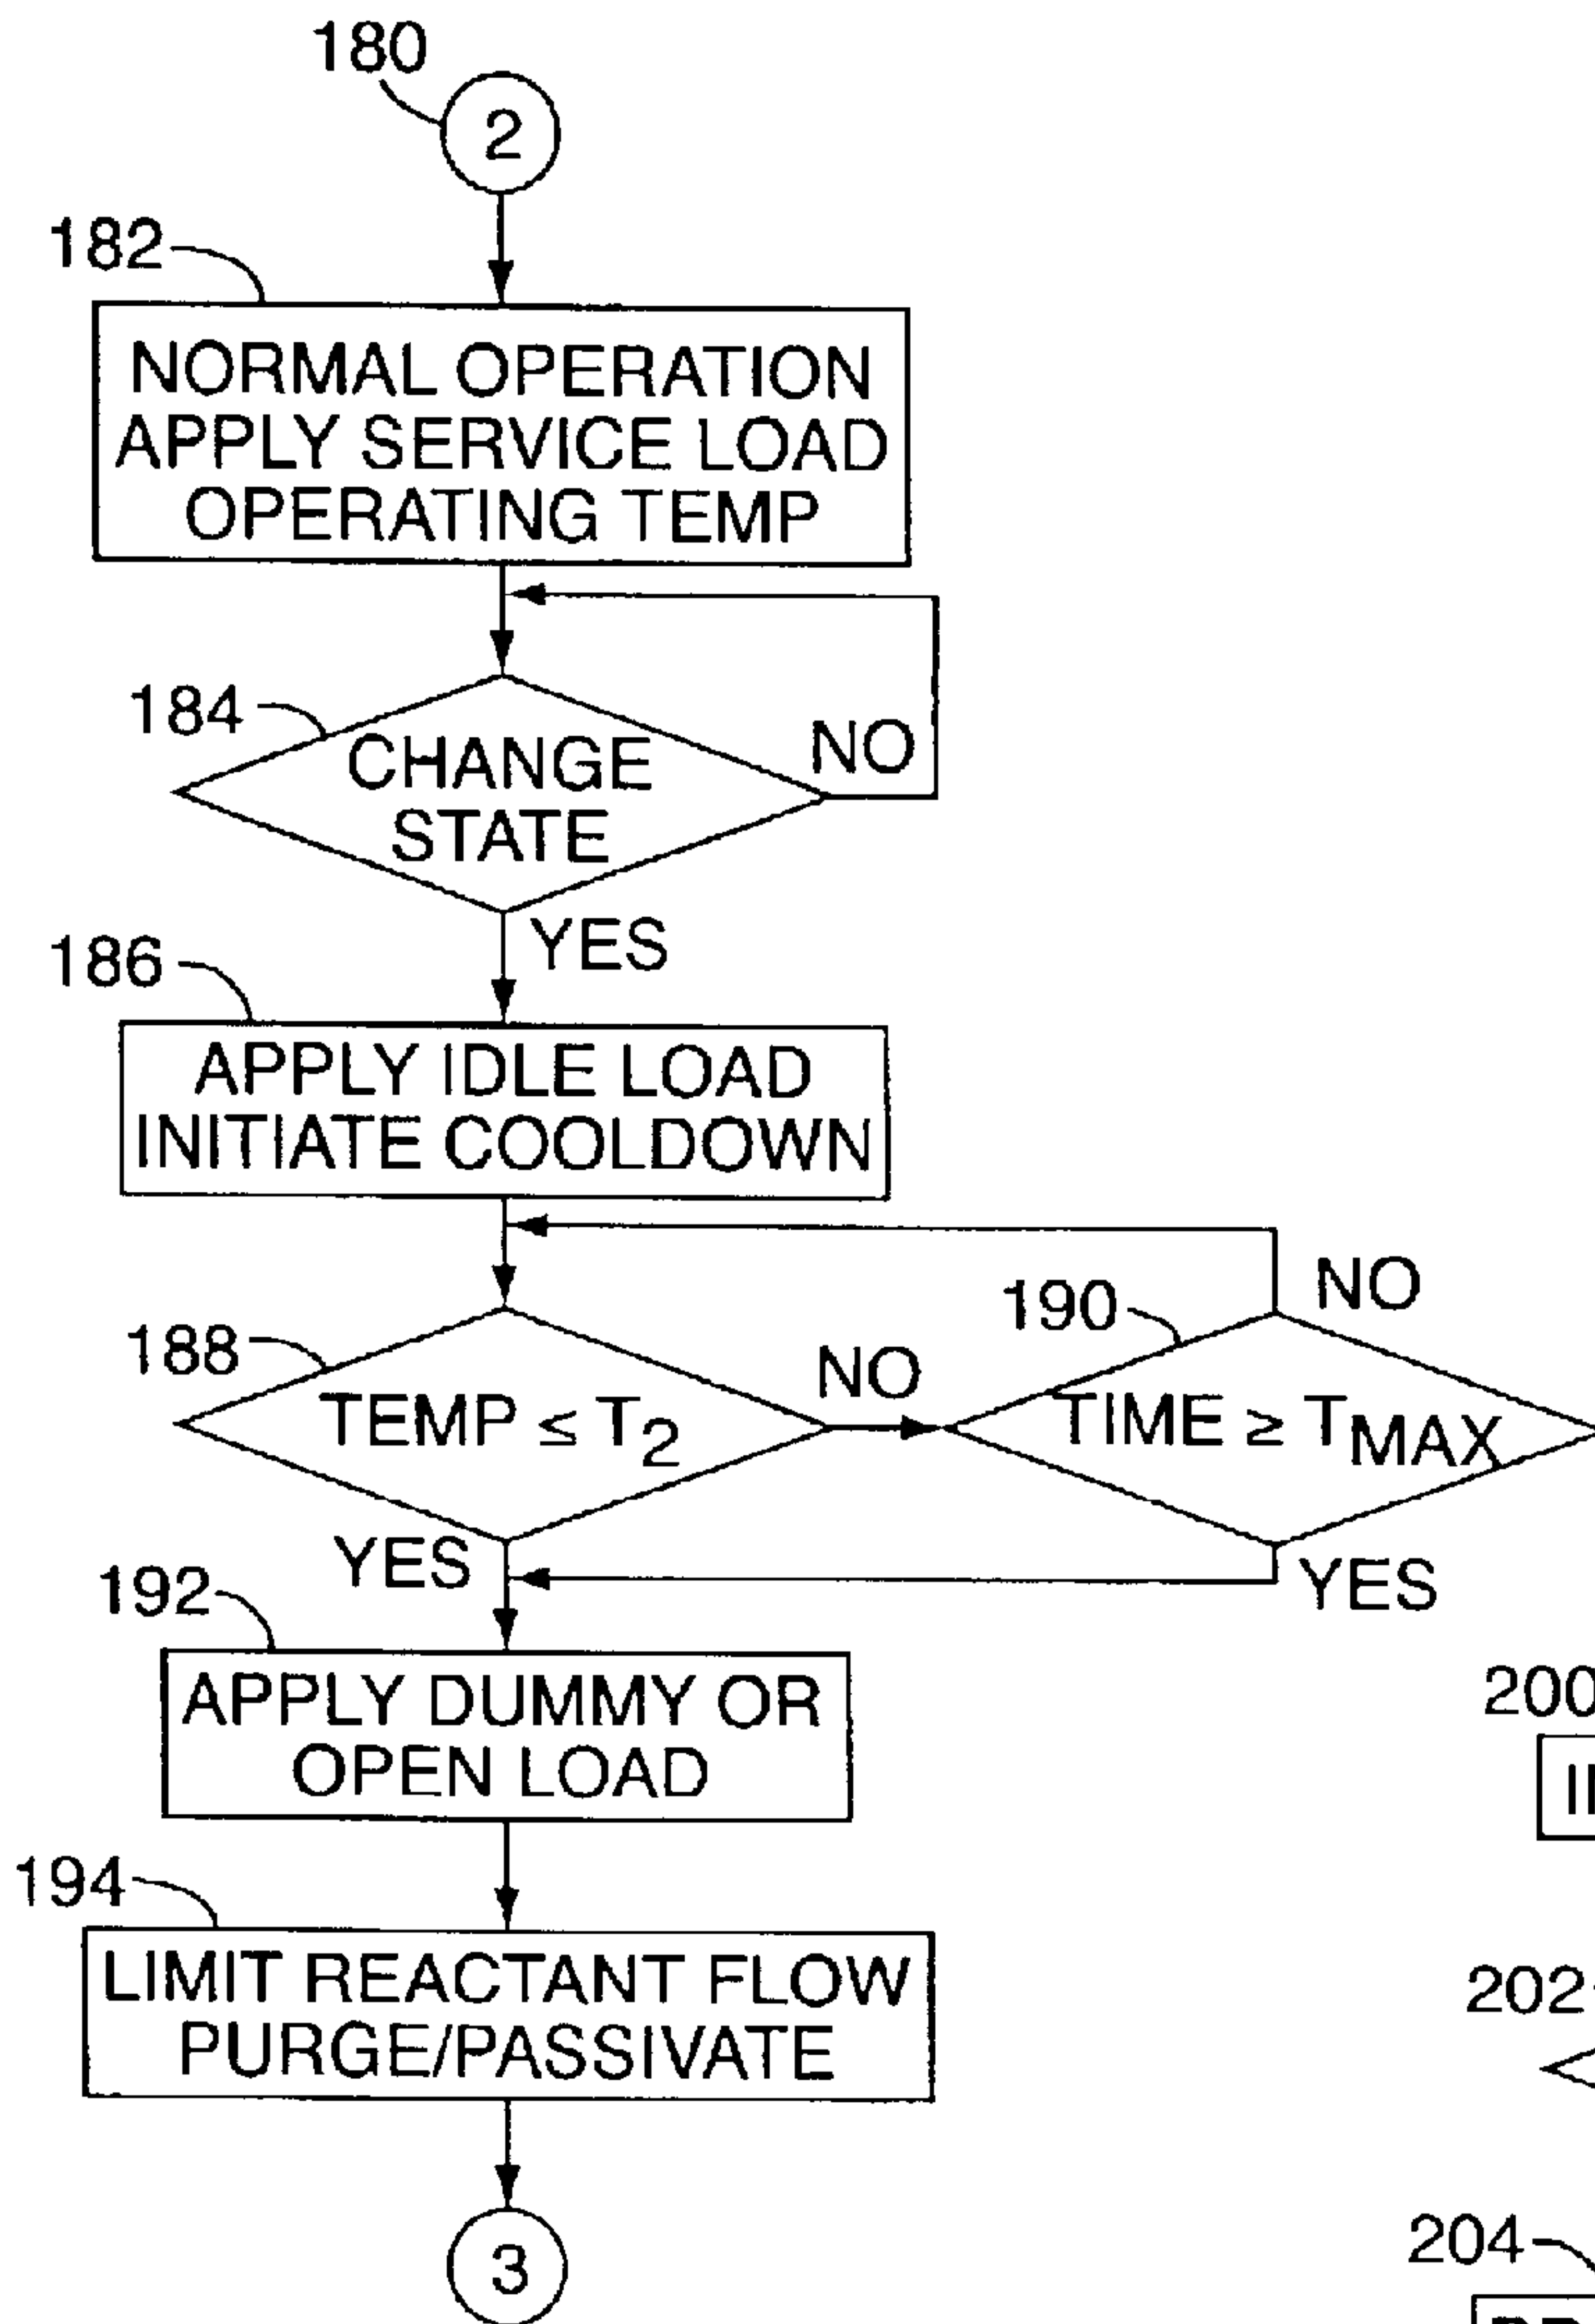 180
2
182
NORMAL OPERATION
APPLY SERVICE LOAD
OPERATING TEMP
184
CHANGE
STATE
NO
YES
186
APPLY IDLE LOAD
INITIATE COOLDOWN
188
TEMP ≤ T2
NO
190
TIME ≥ TMAX
NO
YES
YES
192
APPLY DUMMY OR
OPEN LOAD
194
LIMIT REACTANT FLOW
PURGE/PASSIVATE
3
200
202
204